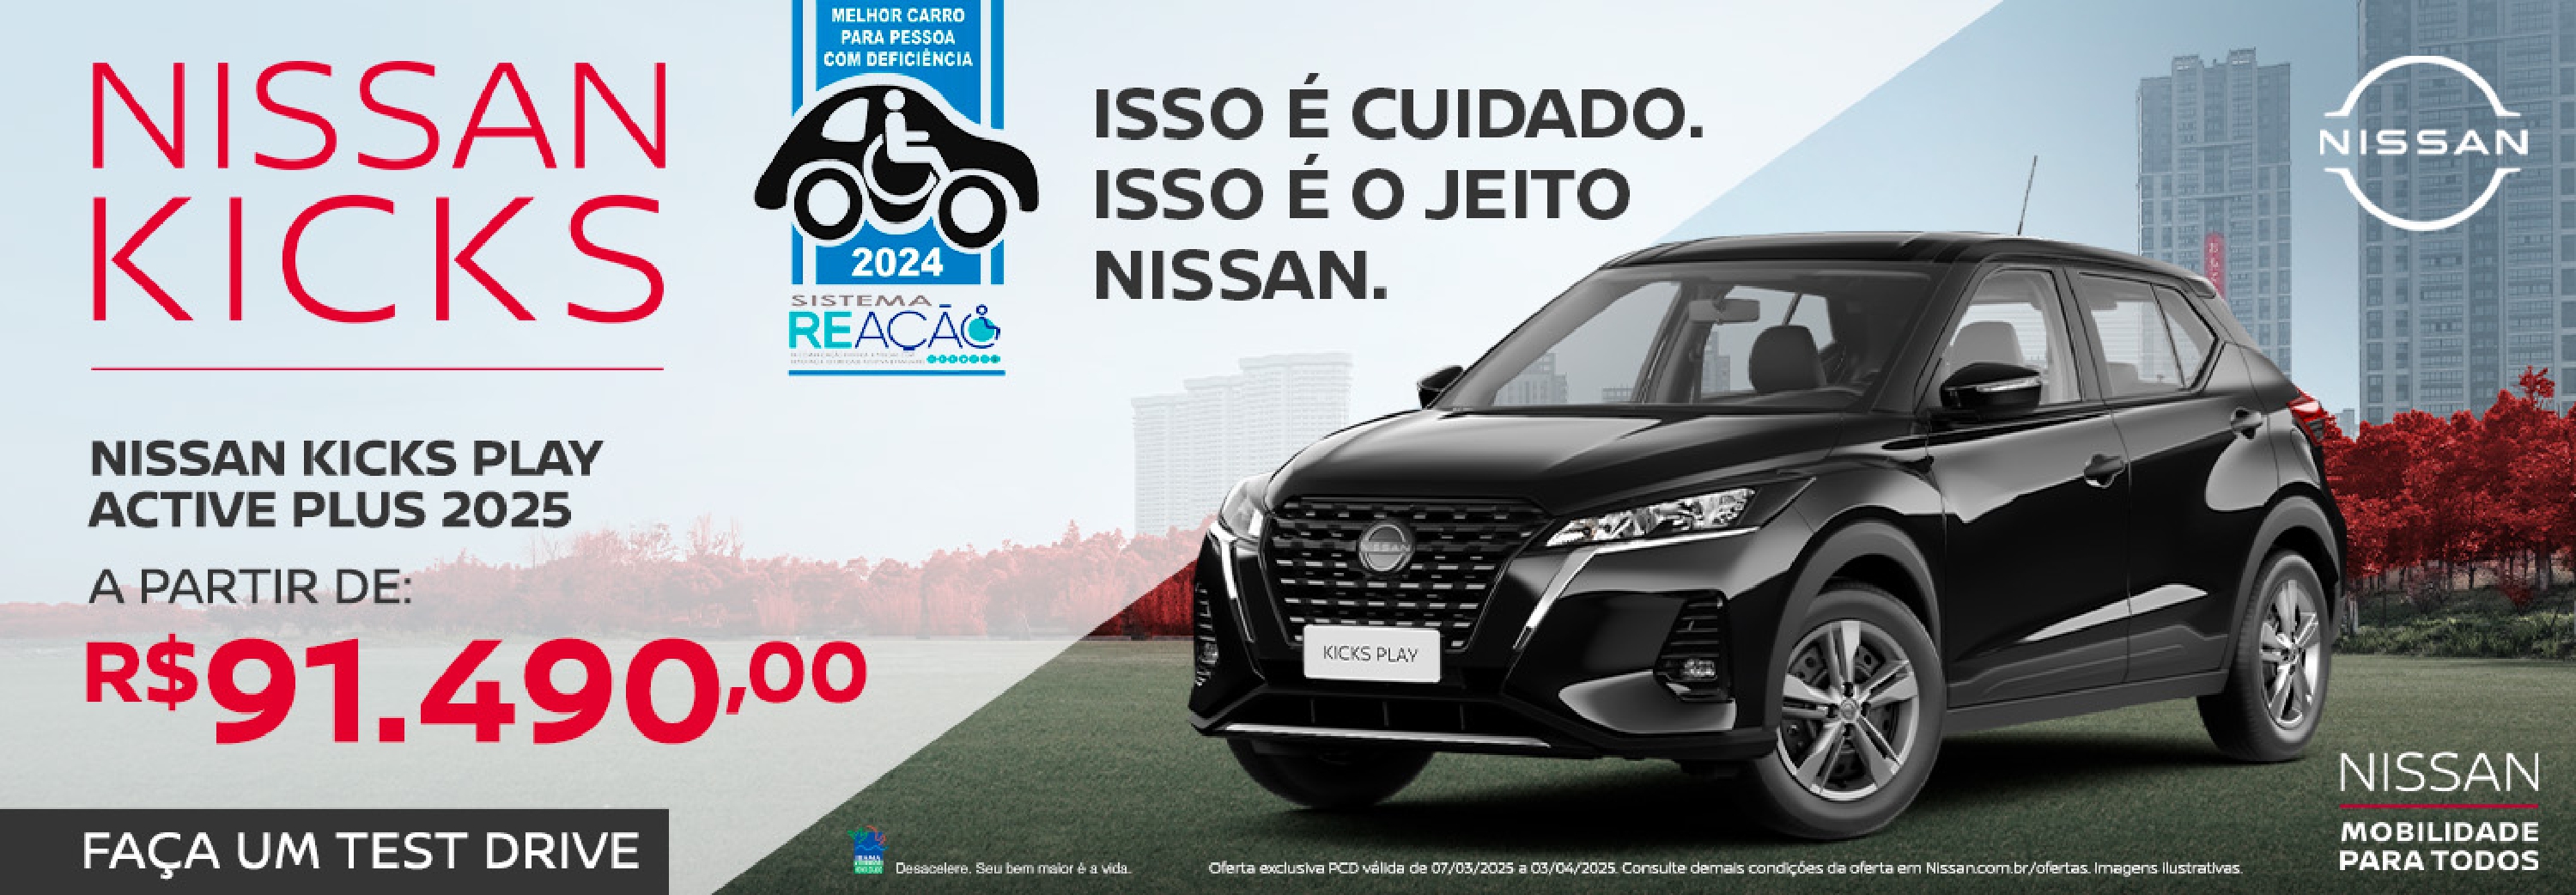 NISSAN
KICKS
NISSAN KICKS PLAY
ACTIVE PLUS 2025
A PARTIR DE:
R$91.490,00
FAÇA UM TEST DRIVE
MELHOR CARRO
PARA PESSOA
COM DEFICIÊNCIA
2024
SISTEMA
REAÇÃO
ISSO É CUIDADO.
ISSO É O JEITO
NISSAN.
NISSAN
NISSAN
KICKS PLAY
IBAMA
Desacelere. Seu bem maior é a vida.
Oferta exclusiva PCD válida de 07/03/2025 a 03/04/2025. Consulte demais condições da oferta em Nissan.com.br/ofertas. Imagens ilustrativas.
NISSAN
MOBILIDADE
PARA TODOS